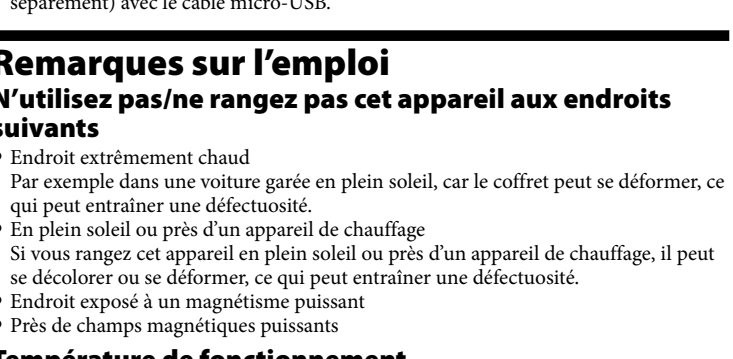 séparément) avec le câble micro-USB.
Remarques sur l’emploi
N’utilisez pas/ne rangez pas cet appareil aux endroits
suivants
• Endroit extrêmement chaud
Par exemple dans une voiture garée en plein soleil, car le coffret peut se déformer, ce
qui peut entraîner une défectuosité.
• En plein soleil ou près d’un appareil de chauffage
Si vous rangez cet appareil en plein soleil ou près d’un appareil de chauffage, il peut
se décolorer ou se déformer, ce qui peut entraîner une défectuosité.
• Endroit exposé à un magnétisme puissant
• Près de champs magnétiques puissants
Température de fonctionnement